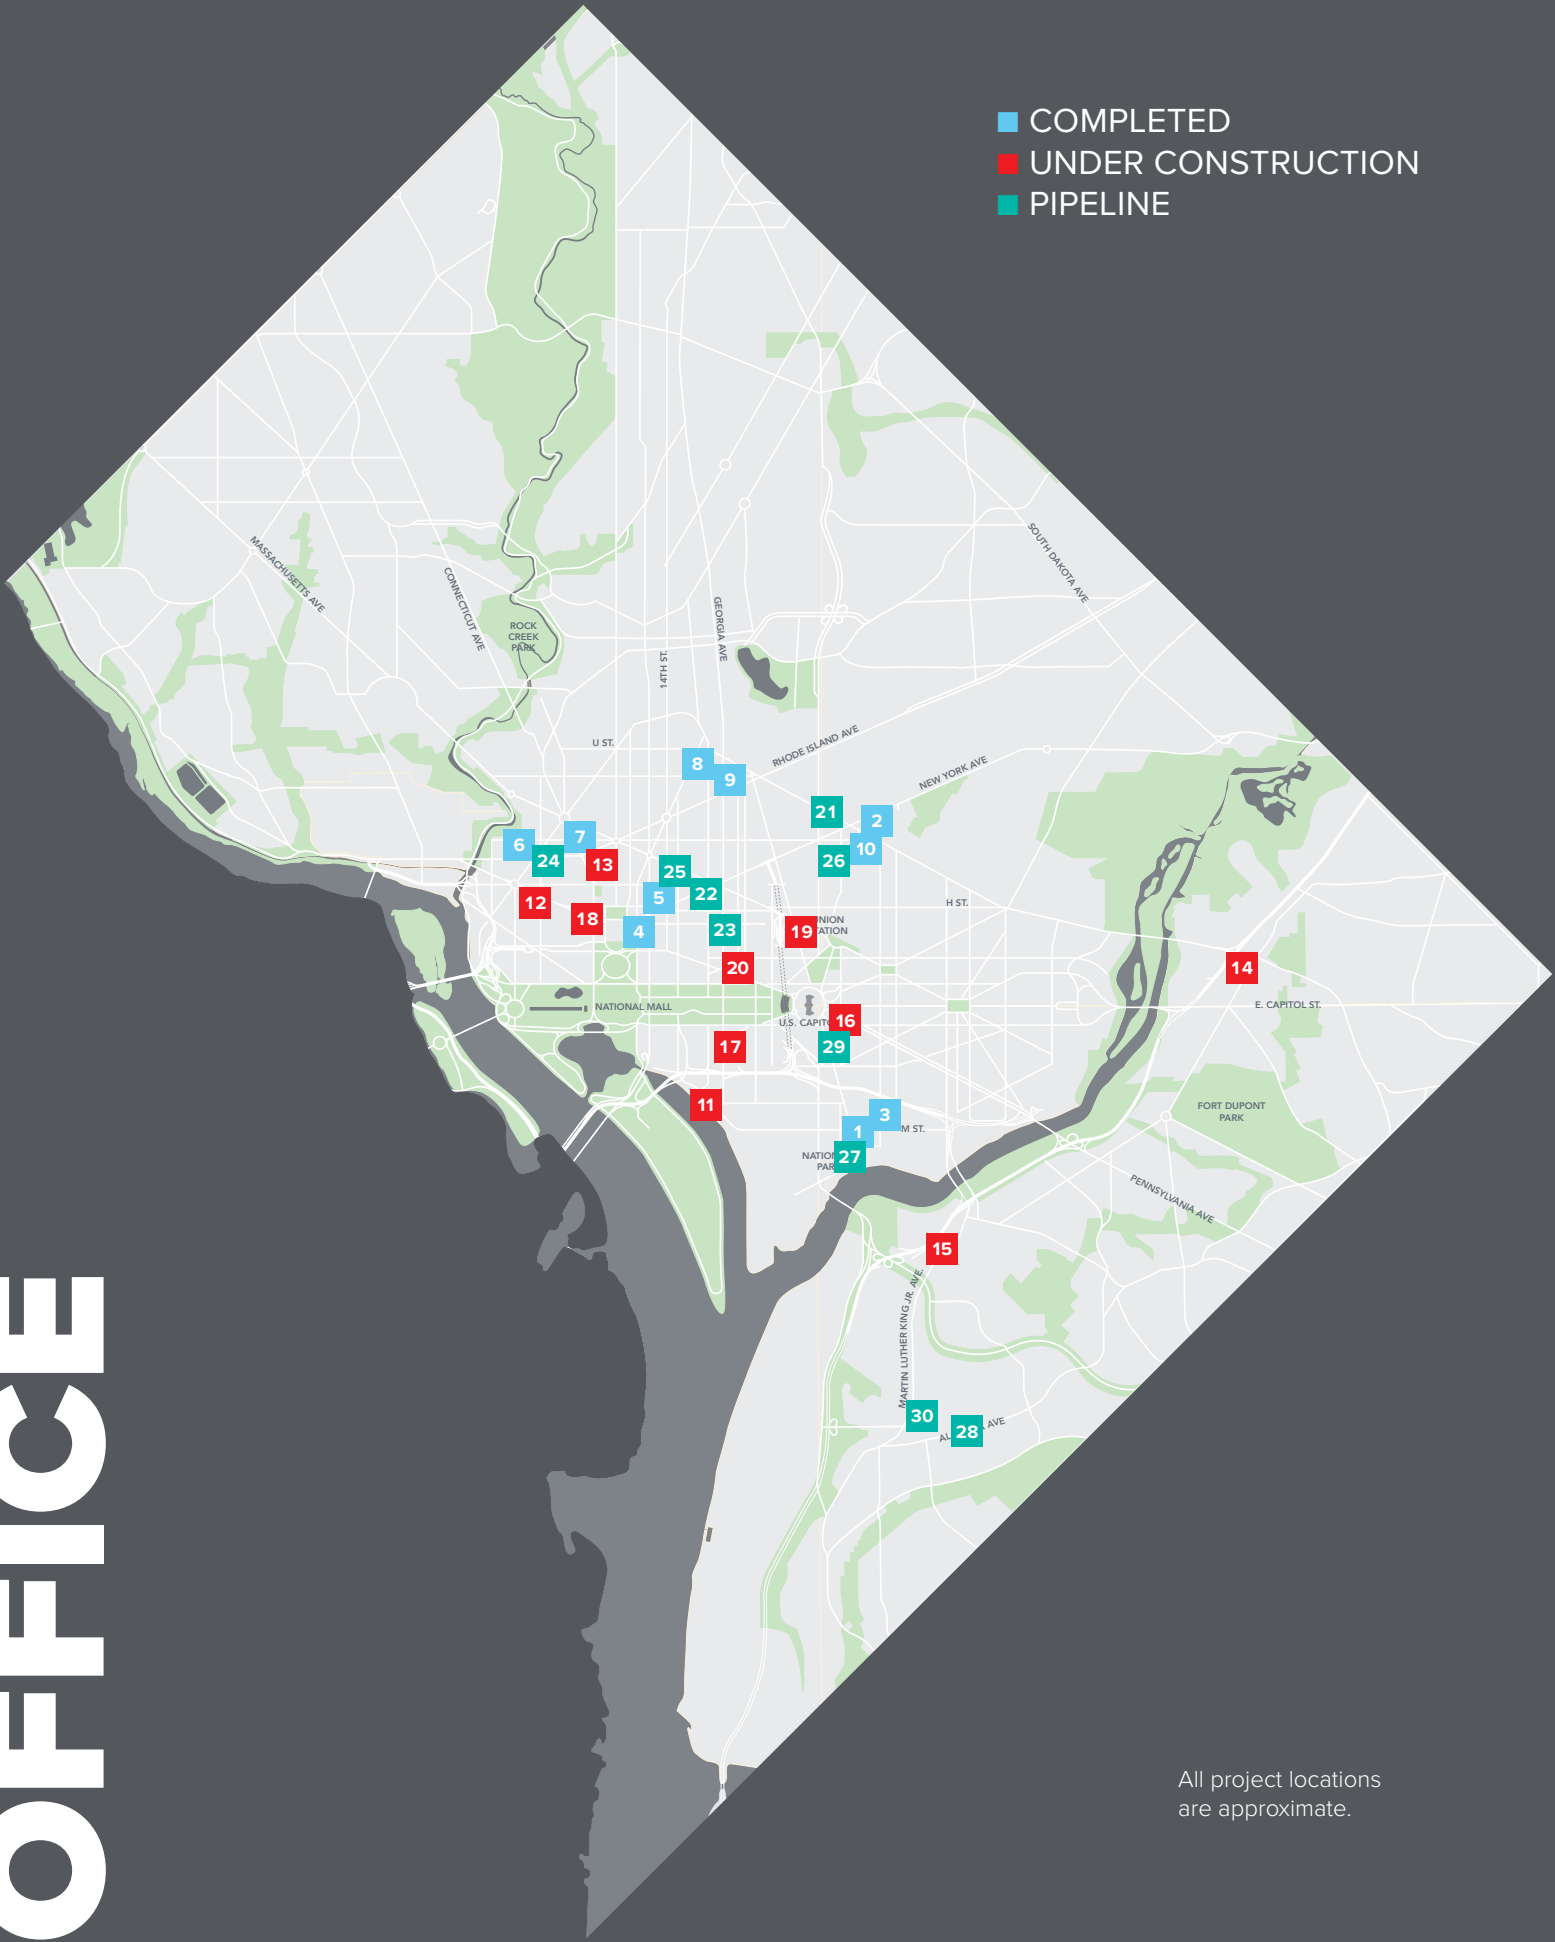 COMPLETED
UNDER CONSTRUCTION
PIPELINE
MASSACHUSETTS AVE
CONNECTICUT AVE
ROCK
CREEK
PARK
14TH ST.
GEORGIA AVE
SOUTH DAKOTA AVE
U ST.
RHODE ISLAND AVE
NEW YORK AVE
8
9
21
2
6
7
10
24
13
25
26
12
5
22
H ST.
18
4
23
19
20
14
NATIONAL MALL
E. CAPITOL ST.
U.S.
16
17
29
11
3
1
M ST.
27
FORT DUPONT
PARK
PENNSYLVANIA AVE
15
MARTIN LUTHER KING JR. AVE.
30
28
AVE
OFFICE
All project locations
are approximate.